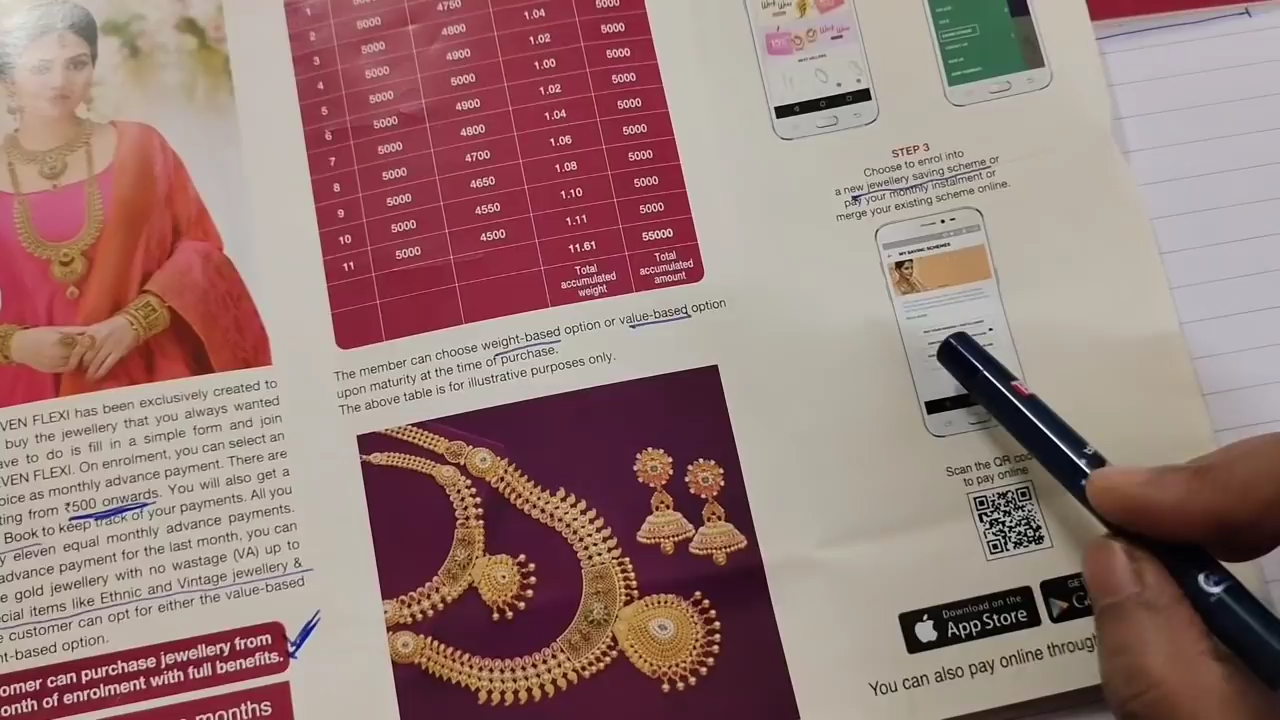 1 5000
2 5000 4750
3 5000 4800 1.04 5000
4 5000 4900 1.02 5000
5 5000 5000 1.00 5000
6 5000 4900 1.02 5000
7 5000 4800 1.04 5000
8 5000 4700 1.06 5000
9 5000 4650 1.08 5000
10 5000 4550 1.10 5000
11 5000 4500 1.11 5000
11.61 55000
Total accumulated weight
Total accumulated amount
The member can choose weight-based option or value-based option
upon maturity at the time of purchase.
The above table is for illustrative purposes only.
VEN FLEXI has been exclusively created to
buy the jewellery that you always wanted
ave to do is fill in a simple form and join
VEN FLEXI. On enrolment, you can select an
oice as monthly advance payment. There are
ting from ₹500 onwards. You will also get a
Book to keep track of your payments. All you
y eleven equal monthly advance payments.
advance payment for the last month, you can
e gold jewellery with no wastage (VA) up to
cial items like Ethnic and Vintage jewellery &
e customer can opt for either the value-based
ht-based option.
omer can purchase jewellery from
onth of enrolment with full benefits.
months
STEP 3
Choose to enrol into
a new jewellery saving scheme or
pay your monthly instalment or
merge your existing scheme online.
MY SAVING SCHEMES
Scan the QR cod
to pay online
Download on the
App Store
GET
G
You can also pay online through